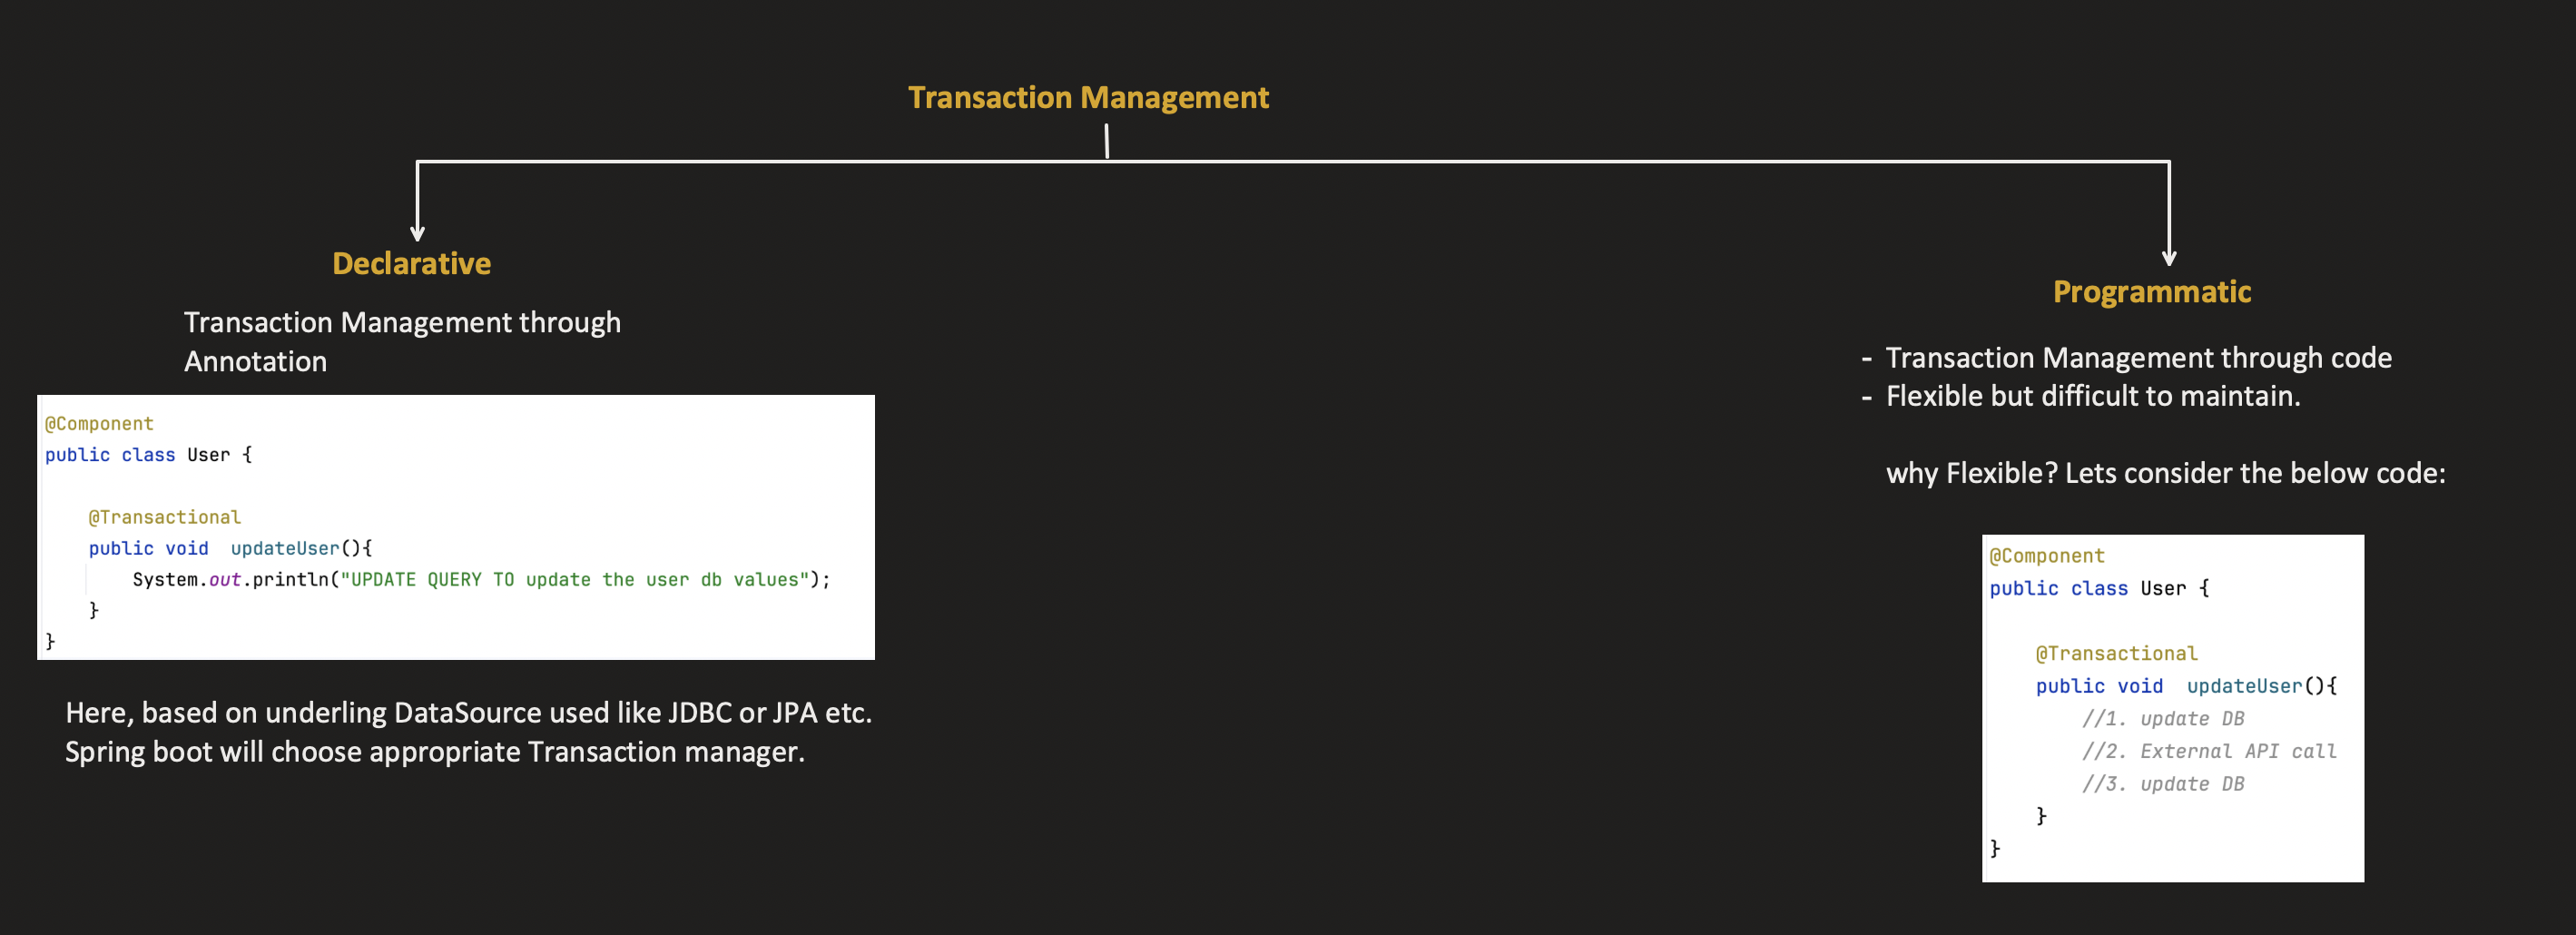 Transaction Management
Declarative
Transaction Management through
Annotation
@Component
public class User {
@Transactional
public void updateUser(){
System.out.println("UPDATE QUERY TO update the user db values");
}
}
Here, based on underling DataSource used like JDBC or JPA etc.
Spring boot will choose appropriate Transaction manager.
Programmatic
- Transaction Management through code
- Flexible but difficult to maintain.
why Flexible? Lets consider the below code:
@Component
public class User {
@Transactional
public void updateUser(){
//1. update DB
//2. External API call
//3. update DB
}
}